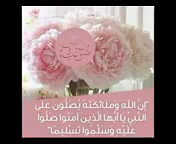 "إن الله وملائكته يصلون على
النبي يا أيها الذين آمنوا صلوا
عليه وسلموا تسليما"